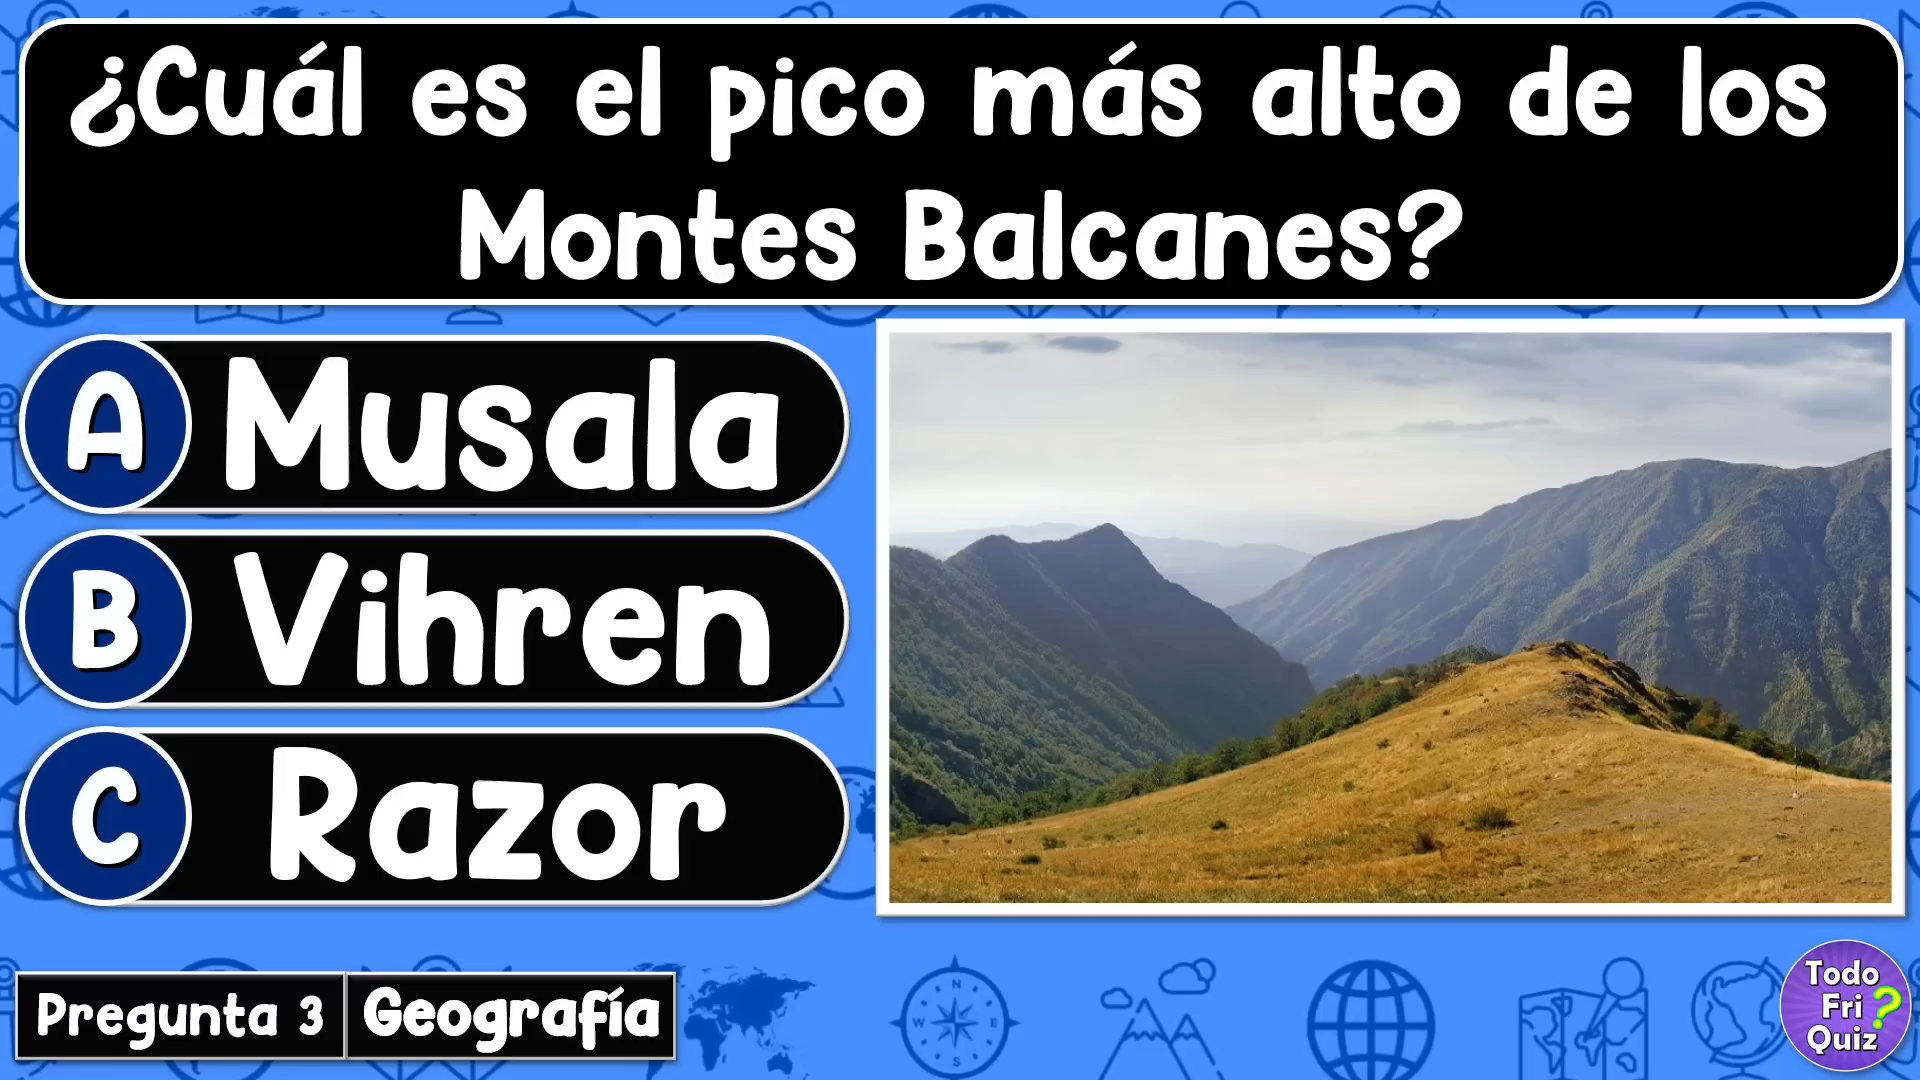 ¿Cuál es el pico más alto de los
Montes Balcanes?
A Musala
B Vihren
C Razor
Pregunta 3 Geografía
N
W E
S
Todo
Fri ?
Quiz